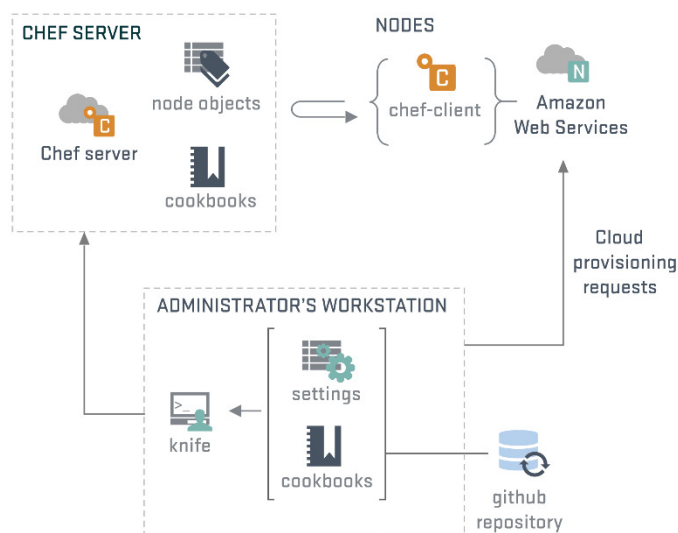 CHEF SERVER
node objects
C
Chef server
cookbooks
NODES
C
chef-client
N
Amazon
Web Services
Cloud
provisioning
requests
ADMINISTRATOR'S WORKSTATION
settings
>_
knife
cookbooks
github
repository